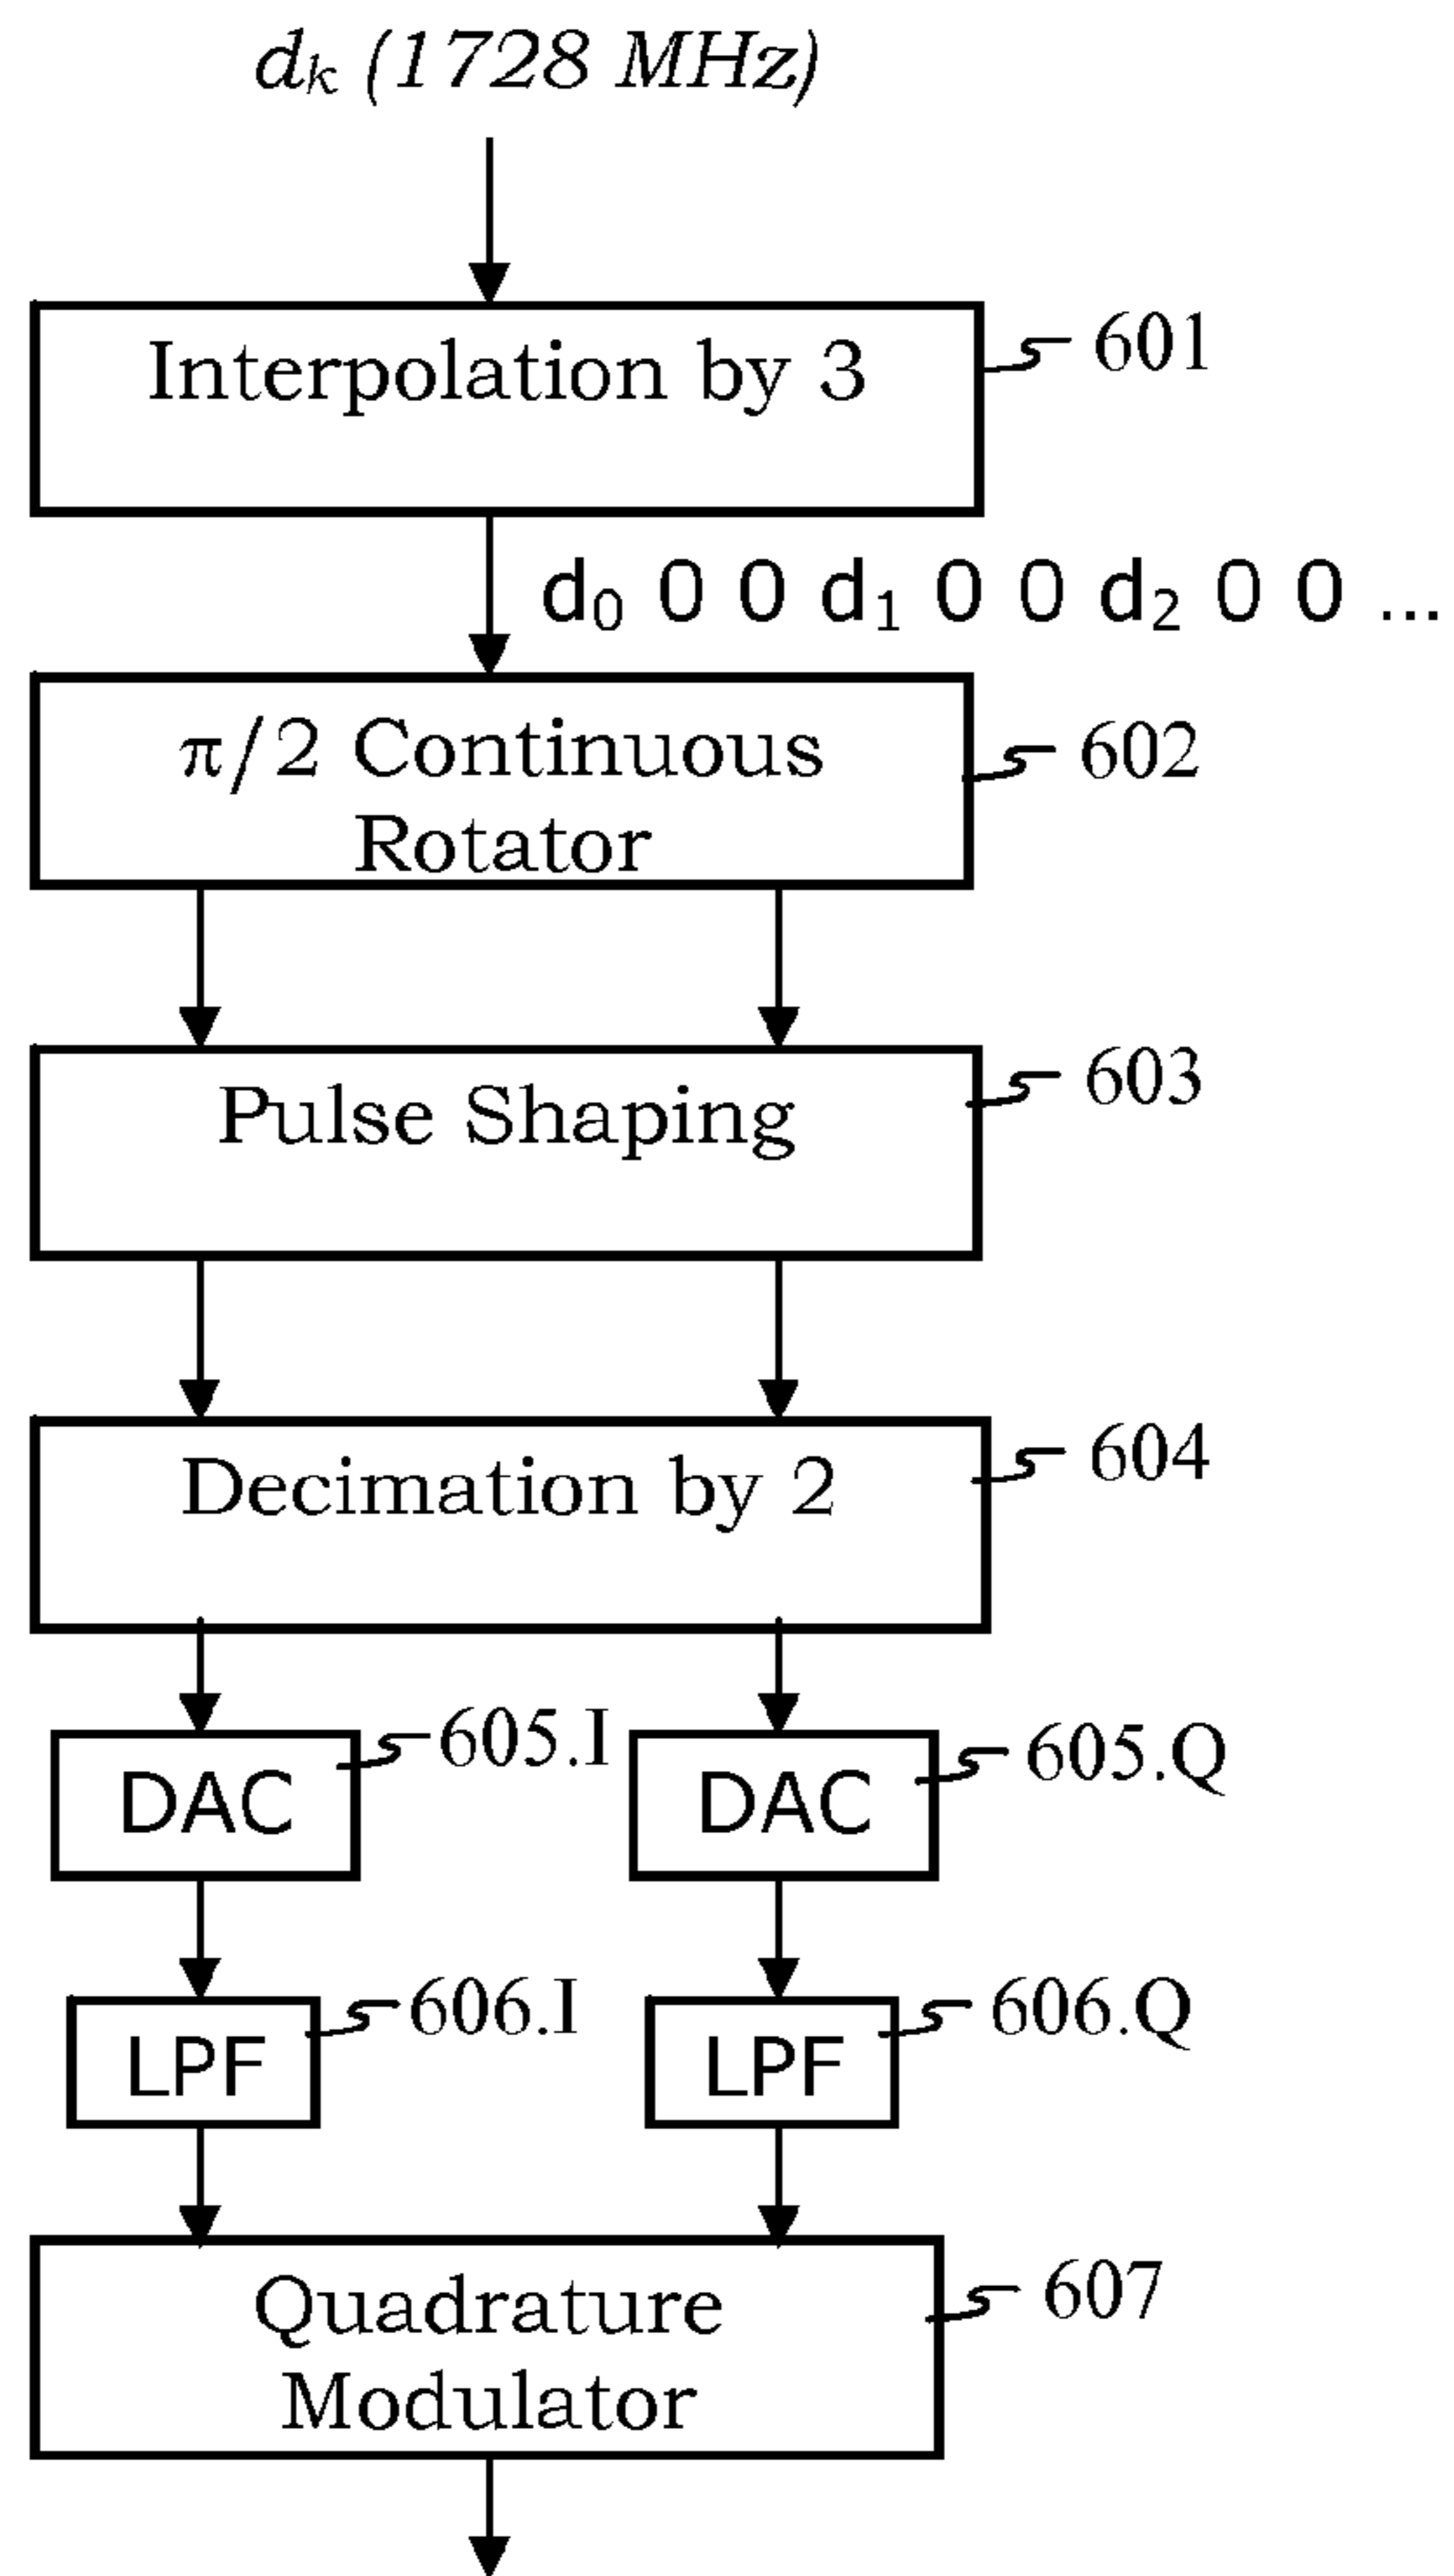 dₖ (1728 MHz)
Interpolation by 3
601
d₀ 0 0 d₁ 0 0 d₂ 0 0 ...
π/2 Continuous
Rotator
602
Pulse Shaping
603
Decimation by 2
604
DAC
605.I
DAC
605.Q
LPF
606.I
LPF
606.Q
Quadrature
Modulator
607